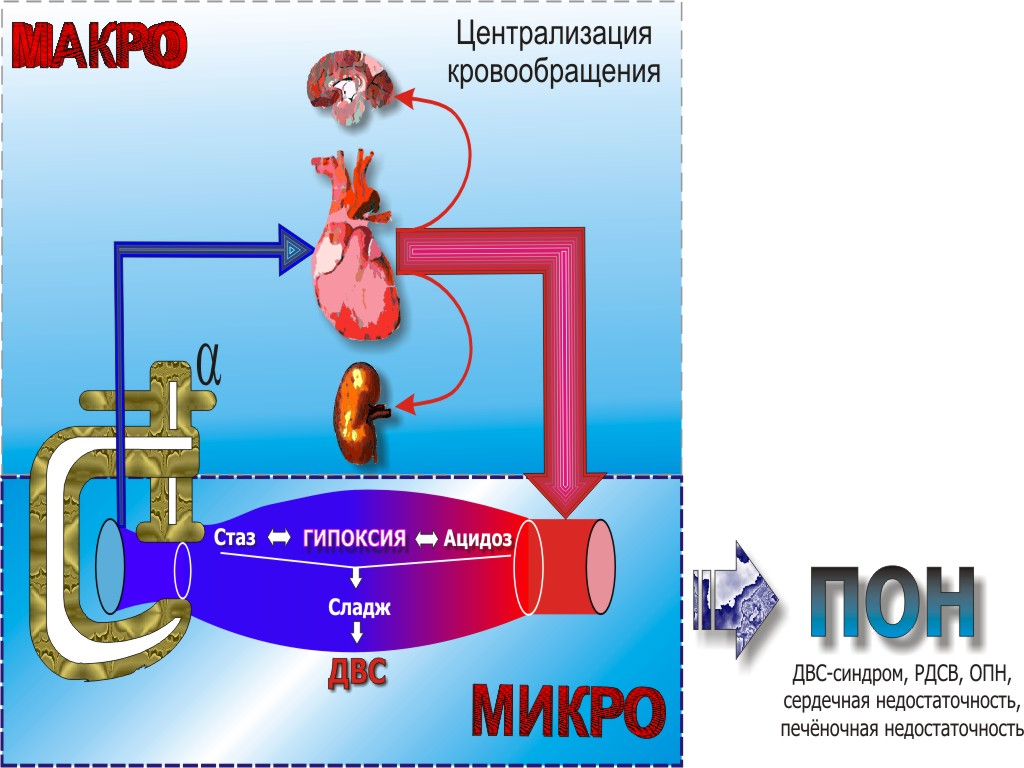 МАКРО
Централизация
кровообращения
α
Стаз ГИПОКСИЯ Ацидоз
Сладж
ДВС
МИКРО
ПОН
ДВС-синдром, РДСВ, ОПН,
сердечная недостаточность,
печёночная недостаточность